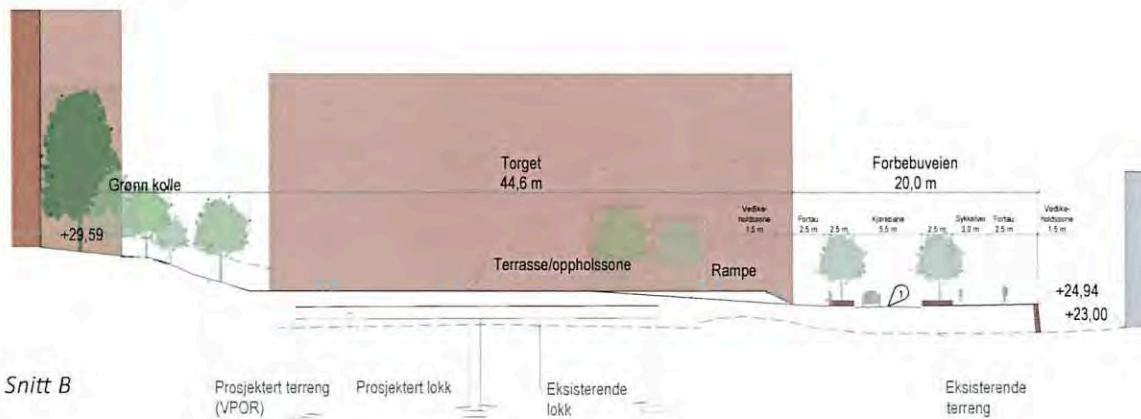 Torget
44,6 m
Forbebuveien
20,0 m
Grønn kolle
Vedlike-
holdssone
1,5 m
Fortau
2,5 m
2,5 m
Kjørebane
5,5 m
2,5 m
Sykkelvei
Fortau
2,5 m
Vedlike-
holdssone
1,5 m
+29,59
Terrasse/oppholssone
Rampe
1
+24,94
+23,00
Snitt B
Prosjektert terreng
(VPOR)
Prosjektert lokk
Eksisterende
lokk
Eksisterende
terreng